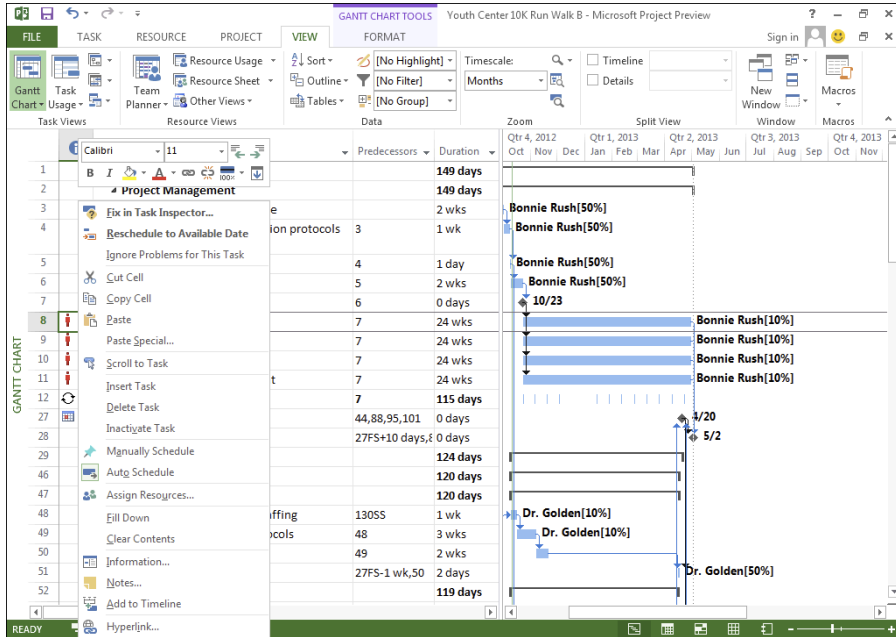 GANTT CHART TOOLS Youth Center 10K Run Walk B - Microsoft Project Preview ?
FILE TASK RESOURCE PROJECT VIEW FORMAT Sign in
Gantt Chart
Task Usage
Team Planner
Resource Usage
Resource Sheet
Other Views
Sort
Outline
Tables
[No Highlight]
[No Filter]
[No Group]
Timescale:
Months
Timeline
Details
New Window
Macros
Task Views Resource Views Data Zoom Split View Window Macros
Calibri 11
B I A 100%
Predecessors Duration
Qtr 4, 2012 Qtr 1, 2013 Qtr 2, 2013 Qtr 3, 2013 Qtr 4, 2013
Oct Nov Dec Jan Feb Mar Apr May Jun Jul Aug Sep Oct Nov
1 149 days
2 Project Management 149 days
3 e 2 wks Bonnie Rush[50%]
4 ion protocols 3 1 wk Bonnie Rush[50%]
5 4 1 day Bonnie Rush[50%]
6 5 2 wks Bonnie Rush[50%]
7 6 0 days 10/23
8 7 24 wks Bonnie Rush[10%]
9 7 24 wks Bonnie Rush[10%]
10 7 24 wks Bonnie Rush[10%]
11 t 7 24 wks Bonnie Rush[10%]
12 7 115 days
27 44,88,95,101 0 days 4/20
28 27FS+10 days,8 0 days 5/2
29 124 days
46 120 days
47 120 days
48 affing 130SS 1 wk Dr. Golden[10%]
49 ocols 48 3 wks Dr. Golden[10%]
50 49 2 wks
51 27FS-1 wk,50 2 days Dr. Golden[50%]
52 119 days
Fix in Task Inspector...
Reschedule to Available Date
Ignore Problems for This Task
Cut Cell
Copy Cell
Paste
Paste Special...
Scroll to Task
Insert Task
Delete Task
Inactivate Task
Manually Schedule
Auto Schedule
Assign Resources...
Fill Down
Clear Contents
Information...
Notes...
Add to Timeline
Hyperlink...
GANTT CHART
READY